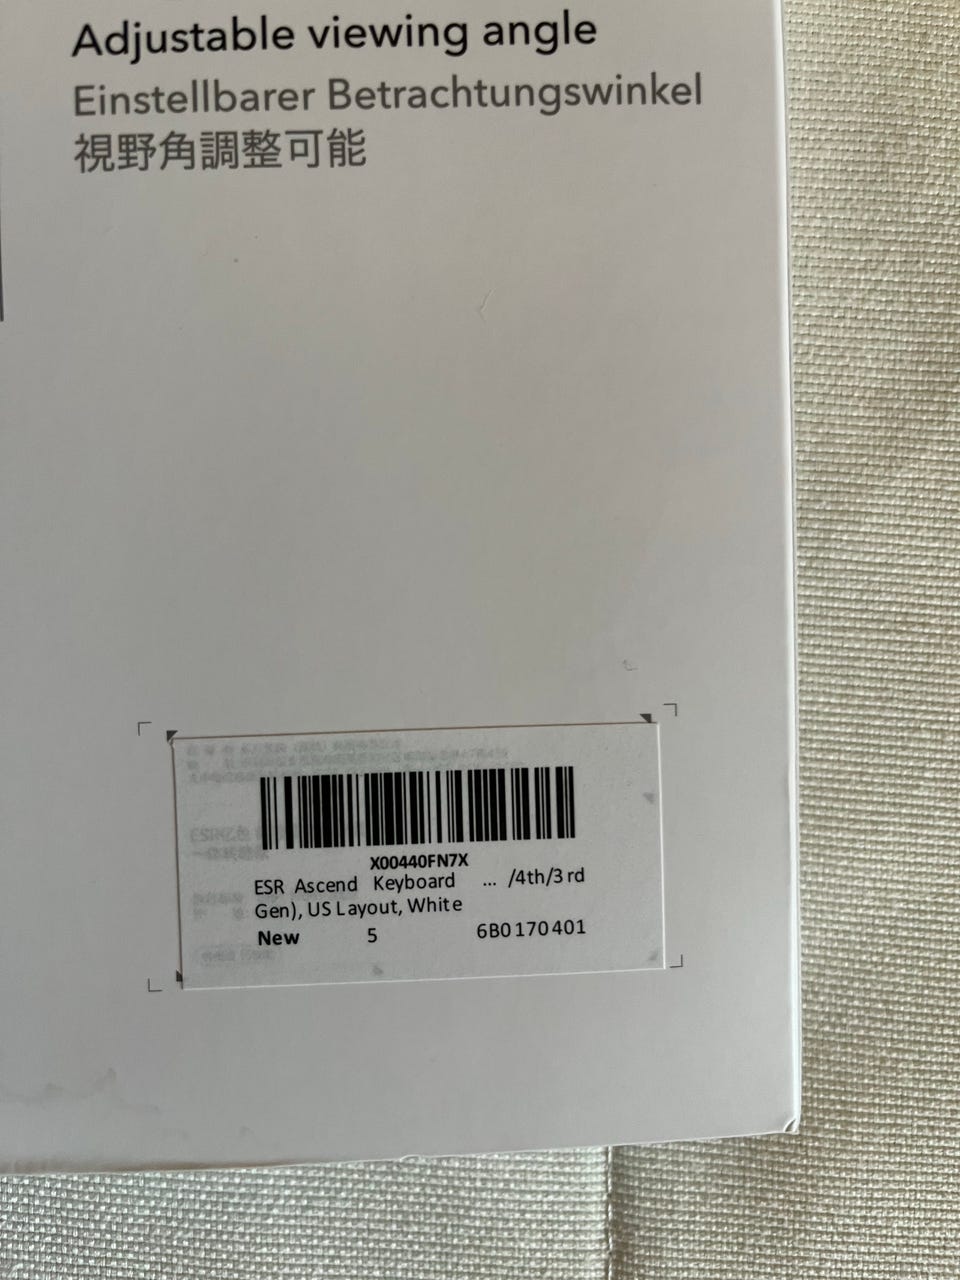 Adjustable viewing angle
Einstellbarer Betrachtungswinkel
視野角調整可能
X00440FN7X
ESR Ascend Keyboard ... /4th/3rd
Gen), US Layout, White
New 5 6B0170401